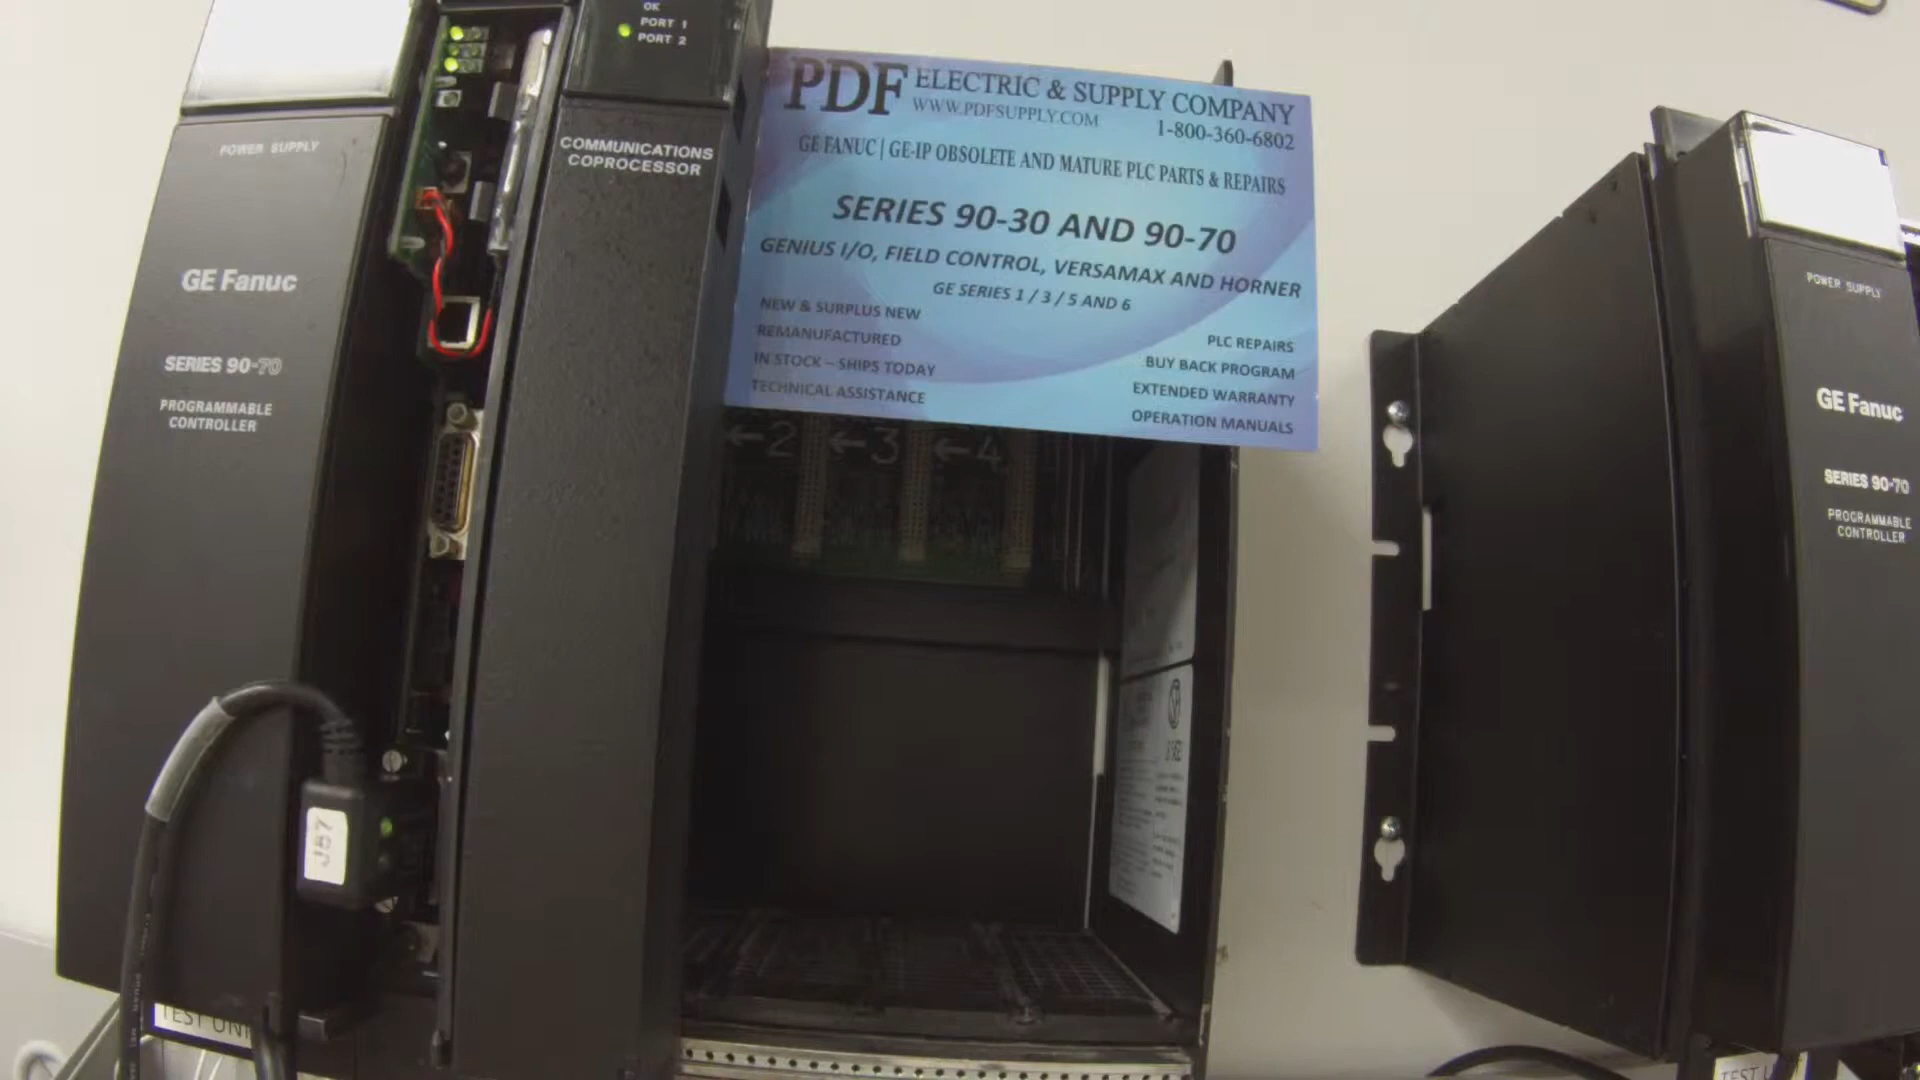 OK
PORT 1
PORT 2
POWER SUPPLY
GE Fanuc
SERIES 90-70
PROGRAMMABLE
CONTROLLER
COMMUNICATIONS
COPROCESSOR
PDF ELECTRIC & SUPPLY COMPANY
WWW.PDFSUPPLY.COM
1-800-360-6802
GE FANUC | GE-IP OBSOLETE AND MATURE PLC PARTS & REPAIRS
SERIES 90-30 AND 90-70
GENIUS I/O, FIELD CONTROL, VERSAMAX AND HORNER
GE SERIES 1 / 3 / 5 AND 6
NEW & SURPLUS NEW
REMANUFACTURED
IN STOCK – SHIPS TODAY
TECHNICAL ASSISTANCE
PLC REPAIRS
BUY BACK PROGRAM
EXTENDED WARRANTY
OPERATION MANUALS
←2 ←3 ←4
J87
TEST UNI
POWER SUPPLY
GE Fanuc
SERIES 90-70
PROGRAMMABLE
CONTROLLER
TEST U